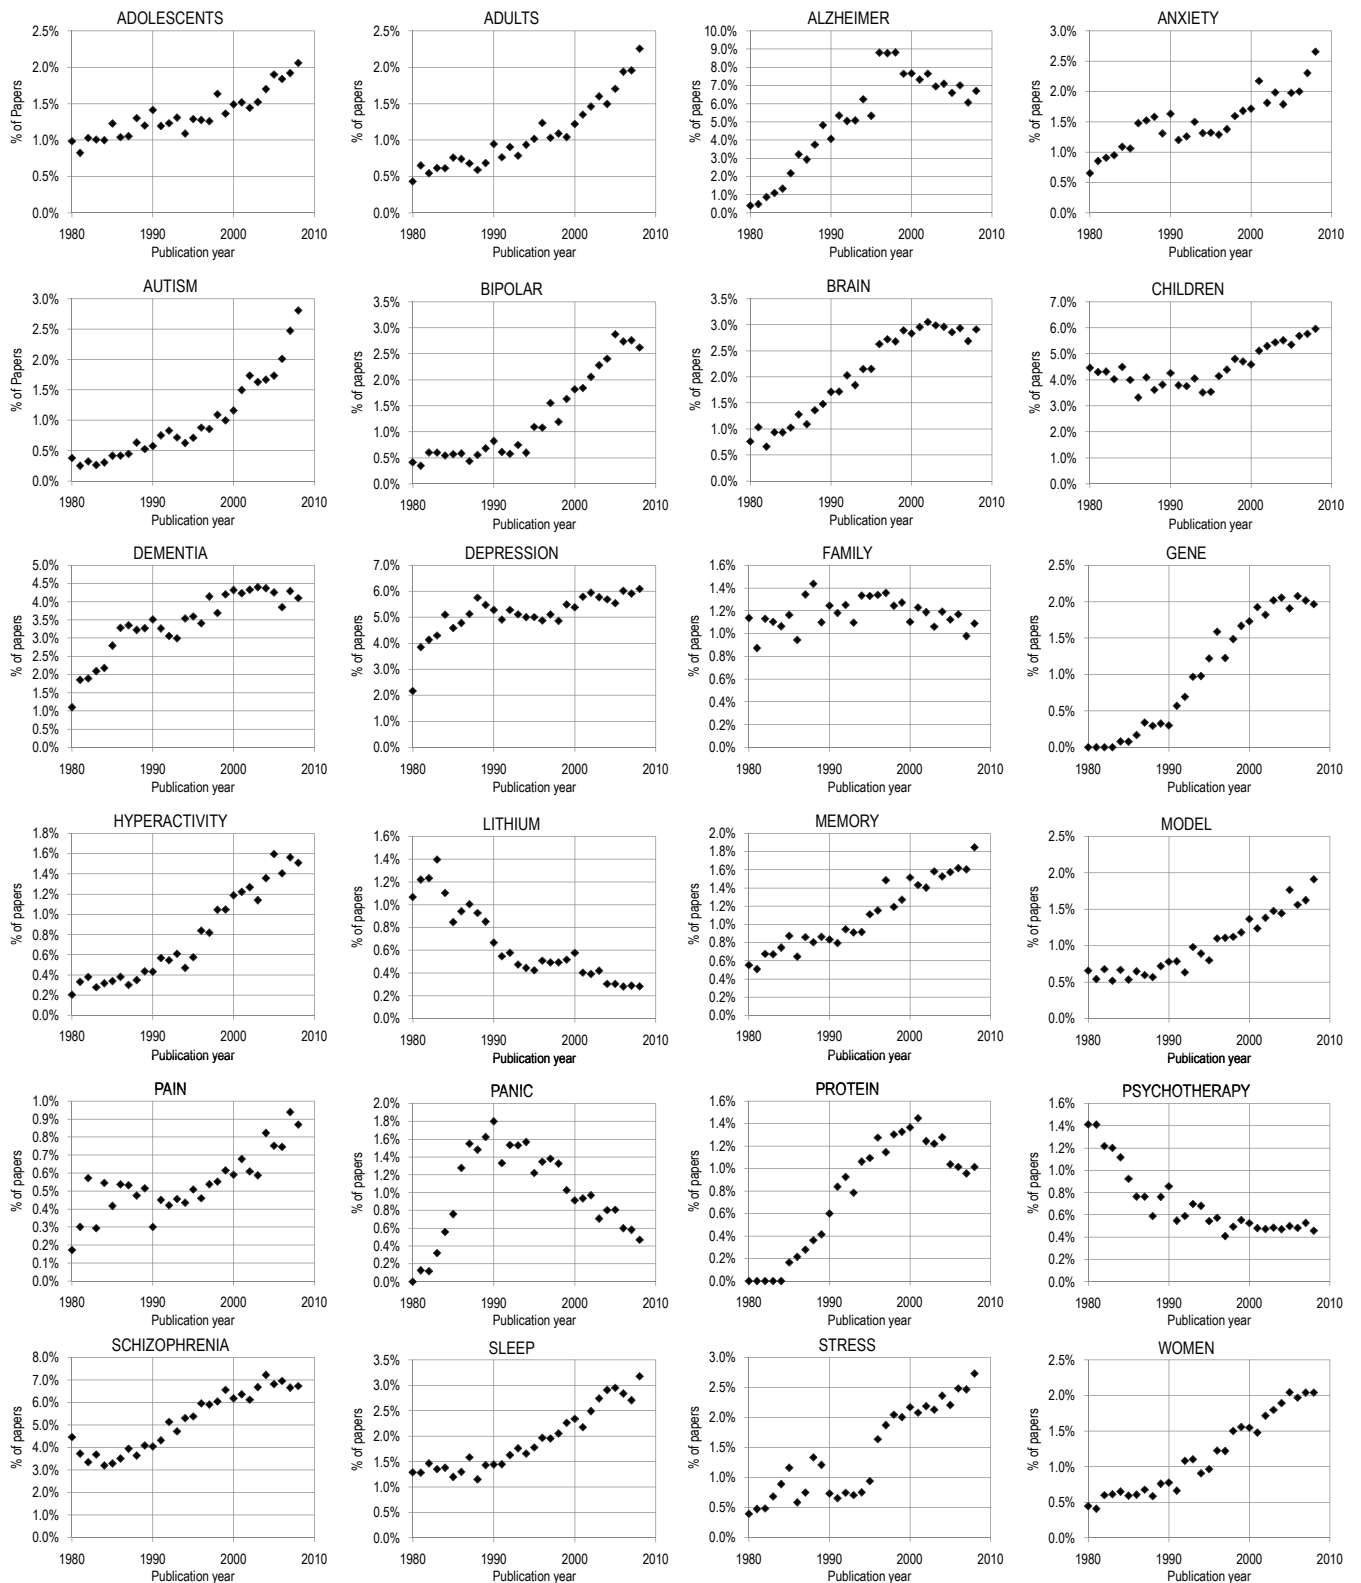 ADOLESCENTS
% of Papers
2.5%
2.0%
1.5%
1.0%
0.5%
0.0%
1980 1990 2000 2010
Publication year
ADULTS
% of papers
2.5%
2.0%
1.5%
1.0%
0.5%
0.0%
1980 1990 2000 2010
Publication year
ALZHEIMER
% of papers
10.0%
9.0%
8.0%
7.0%
6.0%
5.0%
4.0%
3.0%
2.0%
1.0%
0.0%
1980 1990 2000 2010
Publication year
ANXIETY
% of papers
3.0%
2.5%
2.0%
1.5%
1.0%
0.5%
0.0%
1980 1990 2000 2010
Publication year
AUTISM
% of Papers
3.0%
2.5%
2.0%
1.5%
1.0%
0.5%
0.0%
1980 1990 2000 2010
Publication year
BIPOLAR
% of papers
3.5%
3.0%
2.5%
2.0%
1.5%
1.0%
0.5%
0.0%
1980 1990 2000 2010
Publication year
BRAIN
% of papers
3.5%
3.0%
2.5%
2.0%
1.5%
1.0%
0.5%
0.0%
1980 1990 2000 2010
Publication year
CHILDREN
% of papers
7.0%
6.0%
5.0%
4.0%
3.0%
2.0%
1.0%
0.0%
1980 1990 2000 2010
Publication year
DEMENTIA
% of papers
5.0%
4.5%
4.0%
3.5%
3.0%
2.5%
2.0%
1.5%
1.0%
0.5%
0.0%
1980 1990 2000 2010
Publication year
DEPRESSION
% of papers
7.0%
6.0%
5.0%
4.0%
3.0%
2.0%
1.0%
0.0%
1980 1990 2000 2010
Publication year
FAMILY
% of papers
1.6%
1.4%
1.2%
1.0%
0.8%
0.6%
0.4%
0.2%
0.0%
1980 1990 2000 2010
Publication year
GENE
% of papers
2.5%
2.0%
1.5%
1.0%
0.5%
0.0%
1980 1990 2000 2010
Publication year
HYPERACTIVITY
% of papers
1.8%
1.6%
1.4%
1.2%
1.0%
0.8%
0.6%
0.4%
0.2%
0.0%
1980 1990 2000 2010
Publication year
LITHIUM
% of papers
1.6%
1.4%
1.2%
1.0%
0.8%
0.6%
0.4%
0.2%
0.0%
1980 1990 2000 2010
Publication year
MEMORY
% of papers
2.0%
1.8%
1.6%
1.4%
1.2%
1.0%
0.8%
0.6%
0.4%
0.2%
0.0%
1980 1990 2000 2010
Publication year
MODEL
% of papers
2.5%
2.0%
1.5%
1.0%
0.5%
0.0%
1980 1990 2000 2010
Publication year
PAIN
% of papers
1.0%
0.9%
0.8%
0.7%
0.6%
0.5%
0.4%
0.3%
0.2%
0.1%
0.0%
1980 1990 2000 2010
Publication year
PANIC
% of papers
2.0%
1.8%
1.6%
1.4%
1.2%
1.0%
0.8%
0.6%
0.4%
0.2%
0.0%
1980 1990 2000 2010
Publication year
PROTEIN
% of papers
1.6%
1.4%
1.2%
1.0%
0.8%
0.6%
0.4%
0.2%
0.0%
1980 1990 2000 2010
Publication year
PSYCHOTHERAPY
% of papers
1.6%
1.4%
1.2%
1.0%
0.8%
0.6%
0.4%
0.2%
0.0%
1980 1990 2000 2010
Publication year
SCHIZOPHRENIA
% of papers
8.0%
7.0%
6.0%
5.0%
4.0%
3.0%
2.0%
1.0%
0.0%
1980 1990 2000 2010
Publication year
SLEEP
% of papers
3.5%
3.0%
2.5%
2.0%
1.5%
1.0%
0.5%
0.0%
1980 1990 2000 2010
Publication year
STRESS
% of papers
3.0%
2.5%
2.0%
1.5%
1.0%
0.5%
0.0%
1980 1990 2000 2010
Publication year
WOMEN
% of papers
2.5%
2.0%
1.5%
1.0%
0.5%
0.0%
1980 1990 2000 2010
Publication year